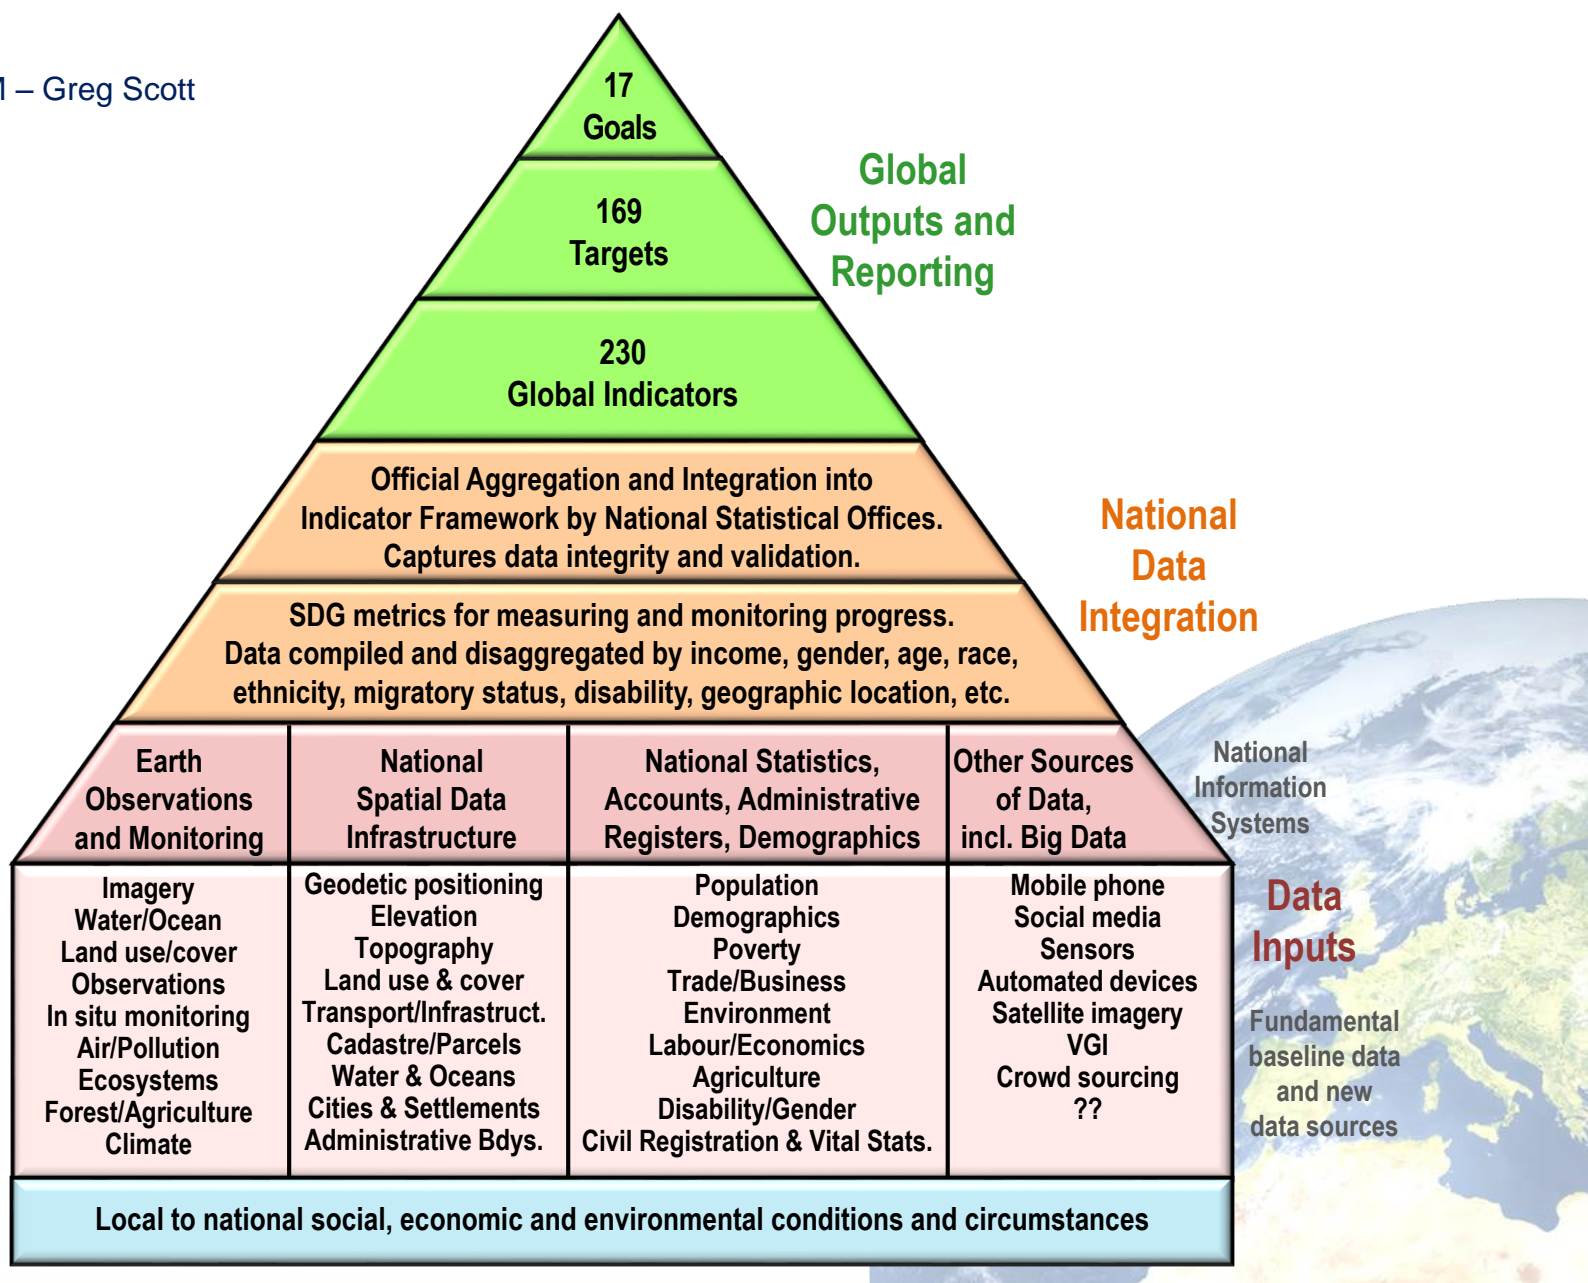 – Greg Scott
17
Goals
169
Targets
230
Global Indicators
Global
Outputs and
Reporting
Official Aggregation and Integration into
Indicator Framework by National Statistical Offices.
Captures data integrity and validation.
SDG metrics for measuring and monitoring progress.
Data compiled and disaggregated by income, gender, age, race,
ethnicity, migratory status, disability, geographic location, etc.
National
Data
Integration
Earth
Observations
and Monitoring
National
Spatial Data
Infrastructure
National Statistics,
Accounts, Administrative
Registers, Demographics
Other Sources
of Data,
incl. Big Data
National
Information
Systems
Imagery
Water/Ocean
Land use/cover
Observations
In situ monitoring
Air/Pollution
Ecosystems
Forest/Agriculture
Climate
Geodetic positioning
Elevation
Topography
Land use & cover
Transport/Infrastruct.
Cadastre/Parcels
Water & Oceans
Cities & Settlements
Administrative Bdys.
Population
Demographics
Poverty
Trade/Business
Environment
Labour/Economics
Agriculture
Disability/Gender
Civil Registration & Vital Stats.
Mobile phone
Social media
Sensors
Automated devices
Satellite imagery
VGI
Crowd sourcing
??
Data
Inputs
Fundamental
baseline data
and new
data sources
Local to national social, economic and environmental conditions and circumstances